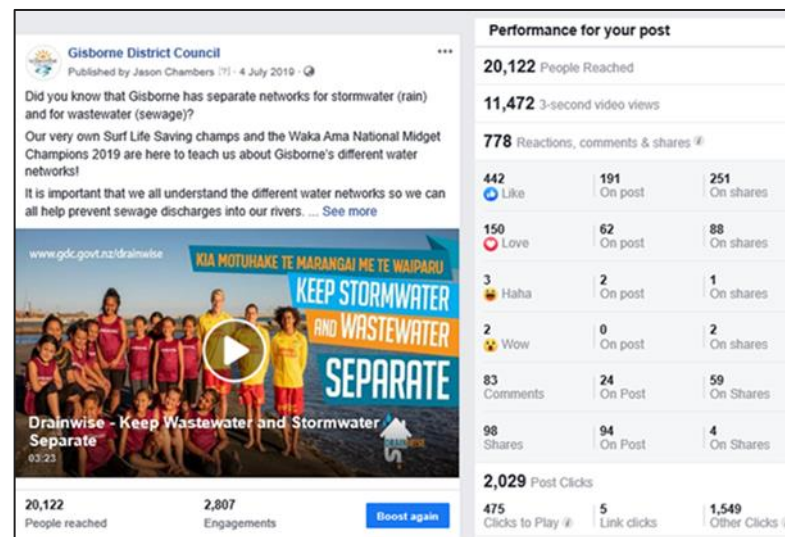 Gisborne District Council
Published by Jason Chambers [?] · 4 July 2019 ·
Did you know that Gisborne has separate networks for stormwater (rain)
and for wastewater (sewage)?
Our very own Surf Life Saving champs and the Waka Ama National Midget
Champions 2019 are here to teach us about Gisborne's different water
networks!
It is important that we all understand the different water networks so we can
all help prevent sewage discharges into our rivers. ... See more
www.gdc.govt.nz/drainwise
KIA MOTUHAKE TE MARANGAI ME TE WAIPARU
KEEP STORMWATER
AND WASTEWATER
SEPARATE
Drainwise - Keep Wastewater and Stormwater
Separate
03:23
DRAINWISE
20,122
People reached
2,807
Engagements
Boost again
Performance for your post
20,122 People Reached
11,472 3-second video views
778 Reactions, comments & shares
442
Like
191
On post
251
On shares
150
Love
62
On post
88
On shares
3
Haha
2
On post
1
On shares
2
Wow
0
On post
2
On shares
83
Comments
24
On Post
59
On Shares
98
Shares
94
On Post
4
On Shares
2,029 Post Clicks
475
Clicks to Play
5
Link clicks
1,549
Other Clicks